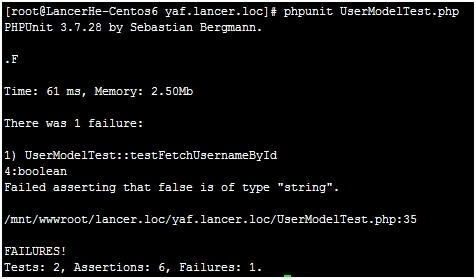 [root@LancerHe-Centos6 yaf.lancer.loc]# phpunit UserModelTest.php
PHPUnit 3.7.28 by Sebastian Bergmann.
.F
Time: 61 ms, Memory: 2.50Mb
There was 1 failure:
1) UserModelTest::testFetchUsernameById
4:boolean
Failed asserting that false is of type "string".
/mnt/wwwroot/lancer.loc/yaf.lancer.loc/UserModelTest.php:35
FAILURES!
Tests: 2, Assertions: 6, Failures: 1.